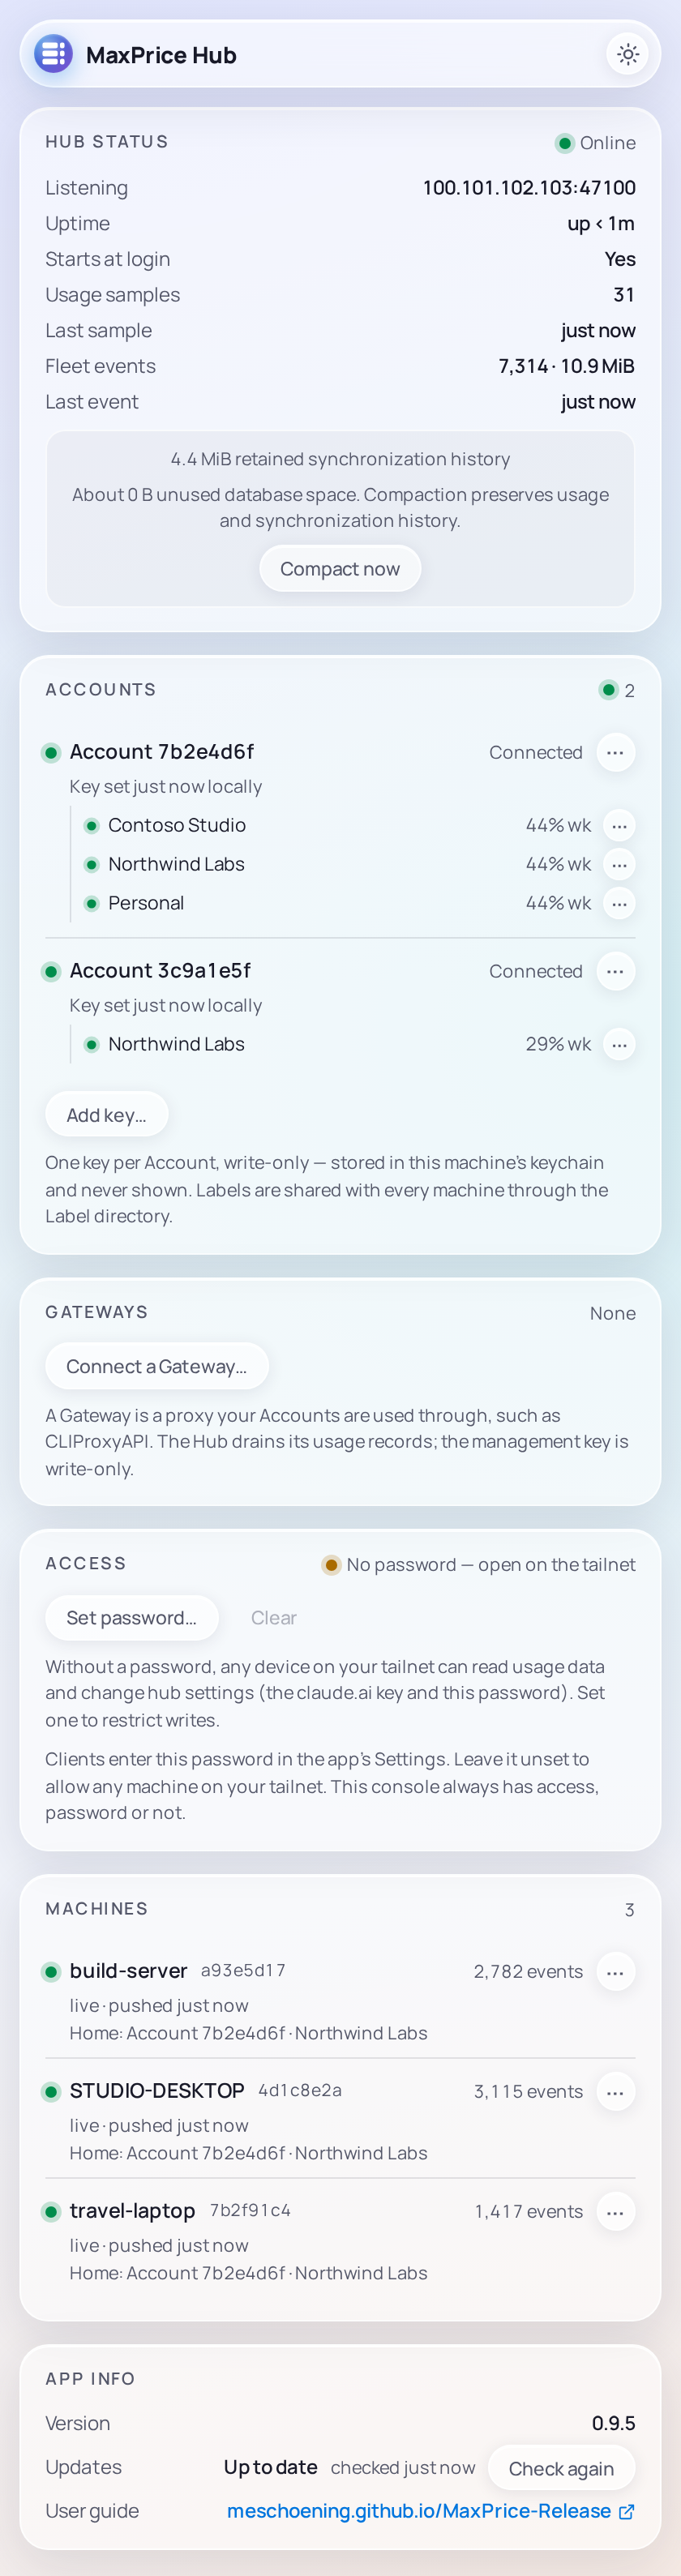 MaxPrice Hub
HUB STATUS
Online
Listening 100.101.102.103:47100
Uptime up < 1m
Starts at login Yes
Usage samples 31
Last sample just now
Fleet events 7,314 · 10.9 MiB
Last event just now
4.4 MiB retained synchronization history
About 0 B unused database space. Compaction preserves usage
and synchronization history.
Compact now
ACCOUNTS 2
Account 7b2e4d6f Connected ...
Key set just now locally
Contoso Studio 44% wk ...
Northwind Labs 44% wk ...
Personal 44% wk ...
Account 3c9a1e5f Connected ...
Key set just now locally
Northwind Labs 29% wk ...
Add key...
One key per Account, write-only — stored in this machine's keychain
and never shown. Labels are shared with every machine through the
Label directory.
GATEWAYS None
Connect a Gateway...
A Gateway is a proxy your Accounts are used through, such as
CLIProxyAPI. The Hub drains its usage records; the management key is
write-only.
ACCESS No password — open on the tailnet
Set password... Clear
Without a password, any device on your tailnet can read usage data
and change hub settings (the claude.ai key and this password). Set
one to restrict writes.
Clients enter this password in the app's Settings. Leave it unset to
allow any machine on your tailnet. This console always has access,
password or not.
MACHINES 3
build-server a93e5d17 2,782 events ...
live · pushed just now
Home: Account 7b2e4d6f · Northwind Labs
STUDIO-DESKTOP 4d1c8e2a 3,115 events ...
live · pushed just now
Home: Account 7b2e4d6f · Northwind Labs
travel-laptop 7b2f91c4 1,417 events ...
live · pushed just now
Home: Account 7b2e4d6f · Northwind Labs
APP INFO
Version 0.9.5
Updates Up to date checked just now Check again
User guide meschoening.github.io/MaxPrice-Release